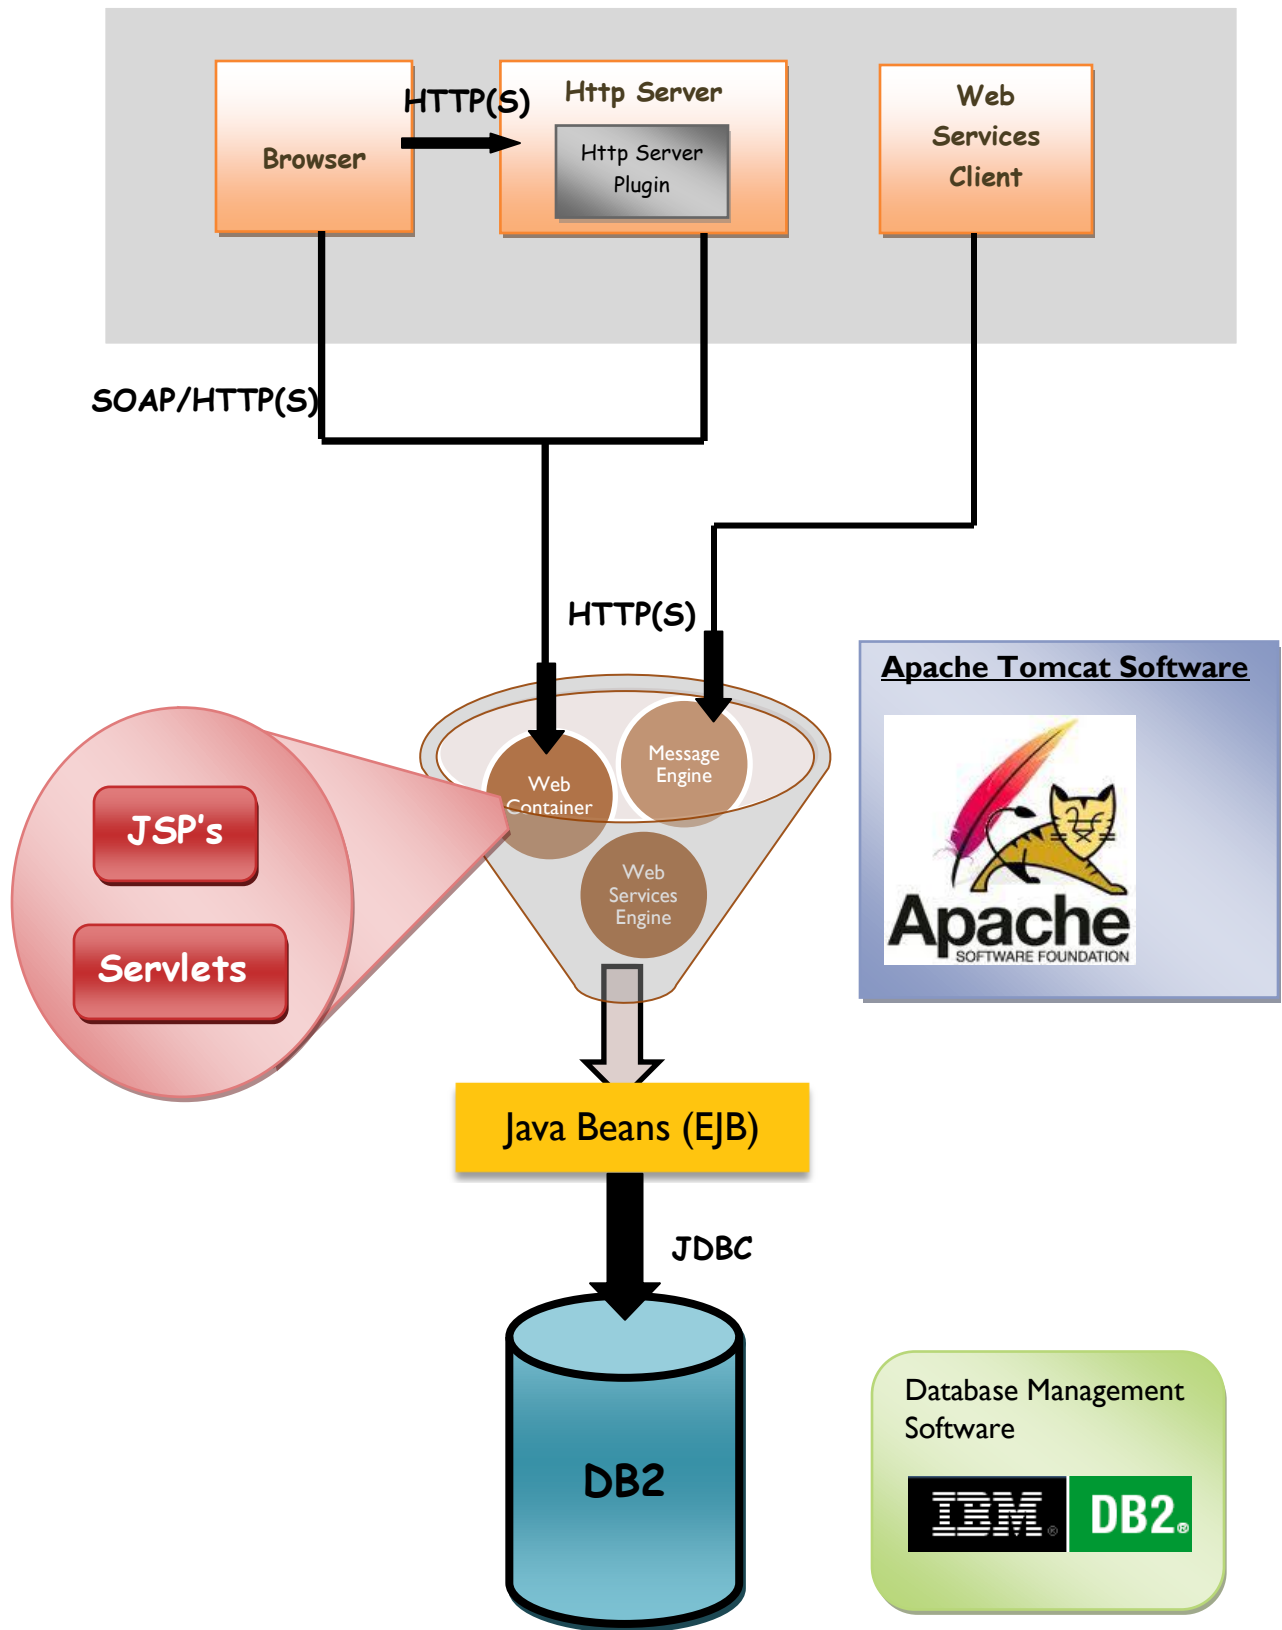 HTTP(S)
Browser
Http Server
Http Server
Plugin
Web
Services
Client
SOAP/HTTP(S)
HTTP(S)
Apache Tomcat Software
Apache
SOFTWARE FOUNDATION
Message
Engine
Web
Container
Web
Services
Engine
JSP's
Servlets
Java Beans (EJB)
JDBC
DB2
Database Management
Software
IBM® DB2®